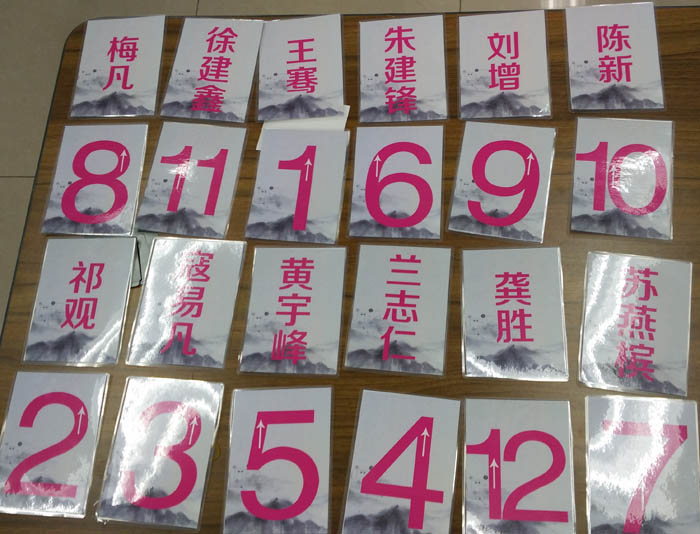 梅凡 徐建鑫 王骞 朱建锋 刘增 陈新
8 11 1 6 9 10
祁观 寇易凡 黄宇峰 兰志仁 龚胜 苏燕槟
2 3 5 4 12 7